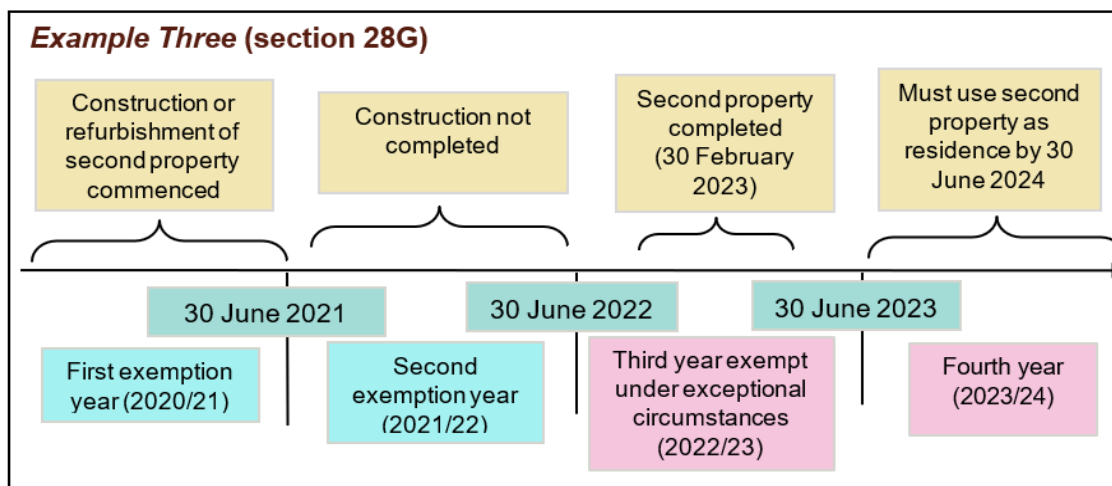 Example Three (section 28G)
Construction or
refurbishment of
second property
commenced
Construction not
completed
Second property
completed
(30 February
2023)
Must use second
property as
residence by 30
June 2024
30 June 2021
30 June 2022
30 June 2023
First exemption
year (2020/21)
Second
exemption year
(2021/22)
Third year exempt
under exceptional
circumstances
(2022/23)
Fourth year
(2023/24)